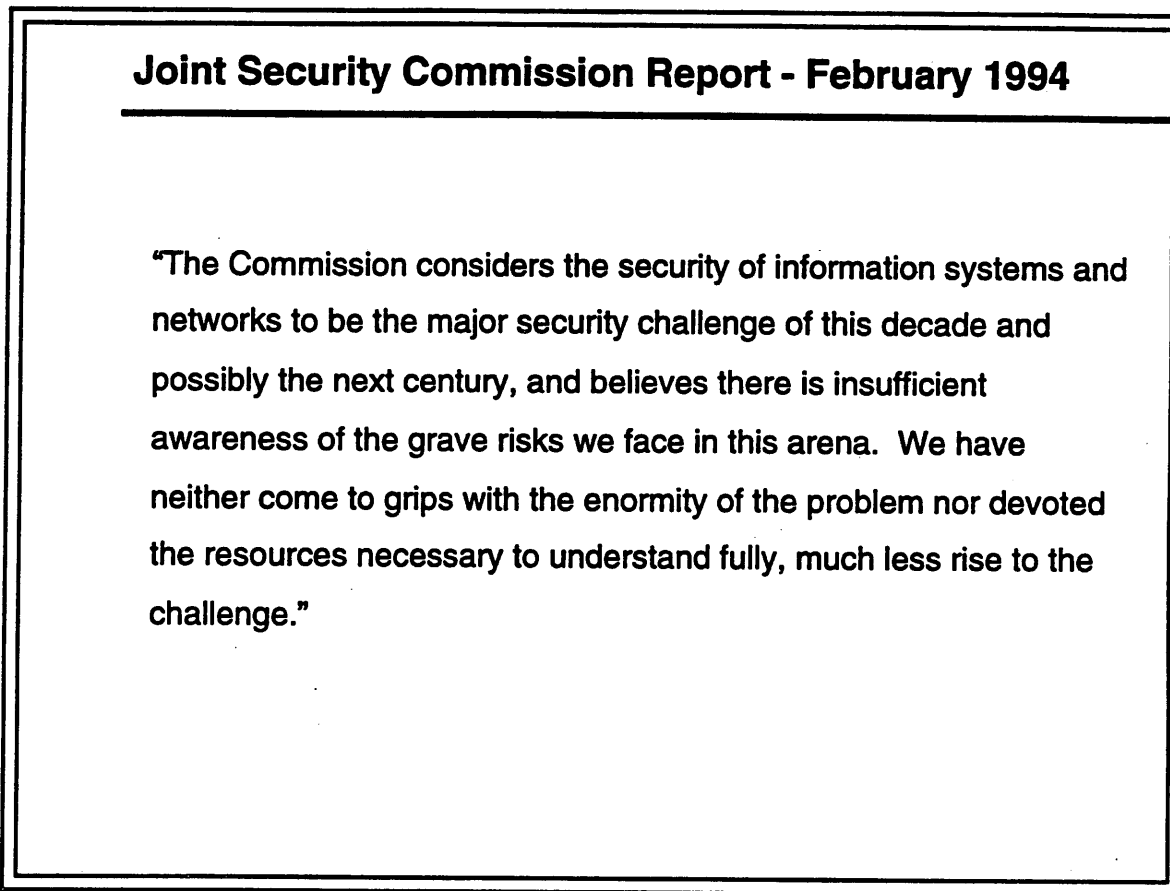 Joint Security Commission Report - February 1994
“The Commission considers the security of information systems and
networks to be the major security challenge of this decade and
possibly the next century, and believes there is insufficient
awareness of the grave risks we face in this arena.  We have
neither come to grips with the enormity of the problem nor devoted
the resources necessary to understand fully, much less rise to the
challenge.”